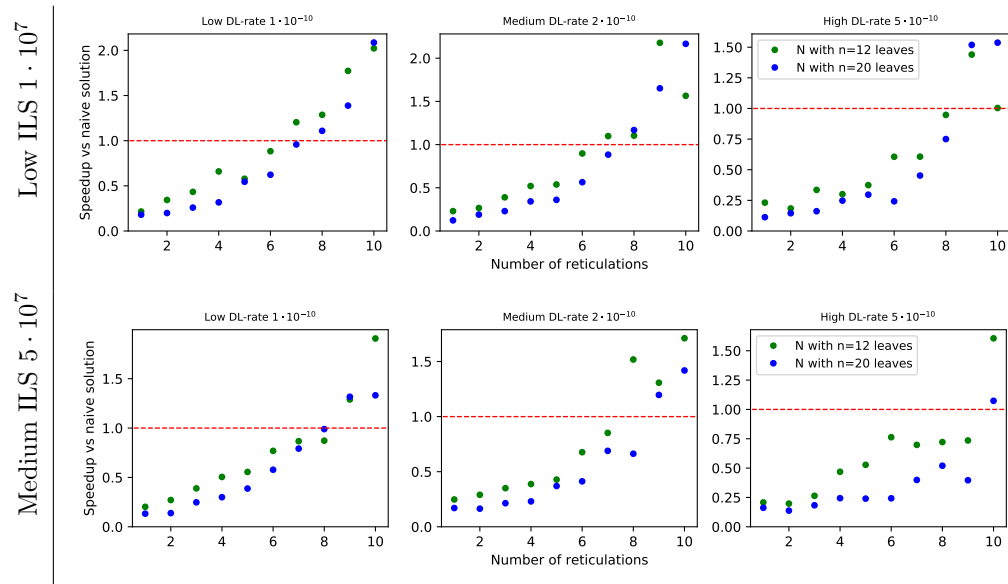 Low ILS 1 · 10⁷
Low DL-rate 1 · 10⁻¹⁰
Speedup vs naive solution
2.0
1.5
1.0
0.5
0.0
2 4 6 8 10
Medium DL-rate 2 · 10⁻¹⁰
2.0
1.5
1.0
0.5
0.0
2 4 6 8 10
Number of reticulations
High DL-rate 5 · 10⁻¹⁰
N with n=12 leaves
N with n=20 leaves
1.50
1.25
1.00
0.75
0.50
0.25
0.00
2 4 6 8 10
Medium ILS 5 · 10⁷
Low DL-rate 1 · 10⁻¹⁰
Speedup vs naive solution
1.5
1.0
0.5
0.0
2 4 6 8 10
Medium DL-rate 2 · 10⁻¹⁰
1.5
1.0
0.5
0.0
2 4 6 8 10
Number of reticulations
High DL-rate 5 · 10⁻¹⁰
N with n=12 leaves
N with n=20 leaves
1.50
1.25
1.00
0.75
0.50
0.25
0.00
2 4 6 8 10